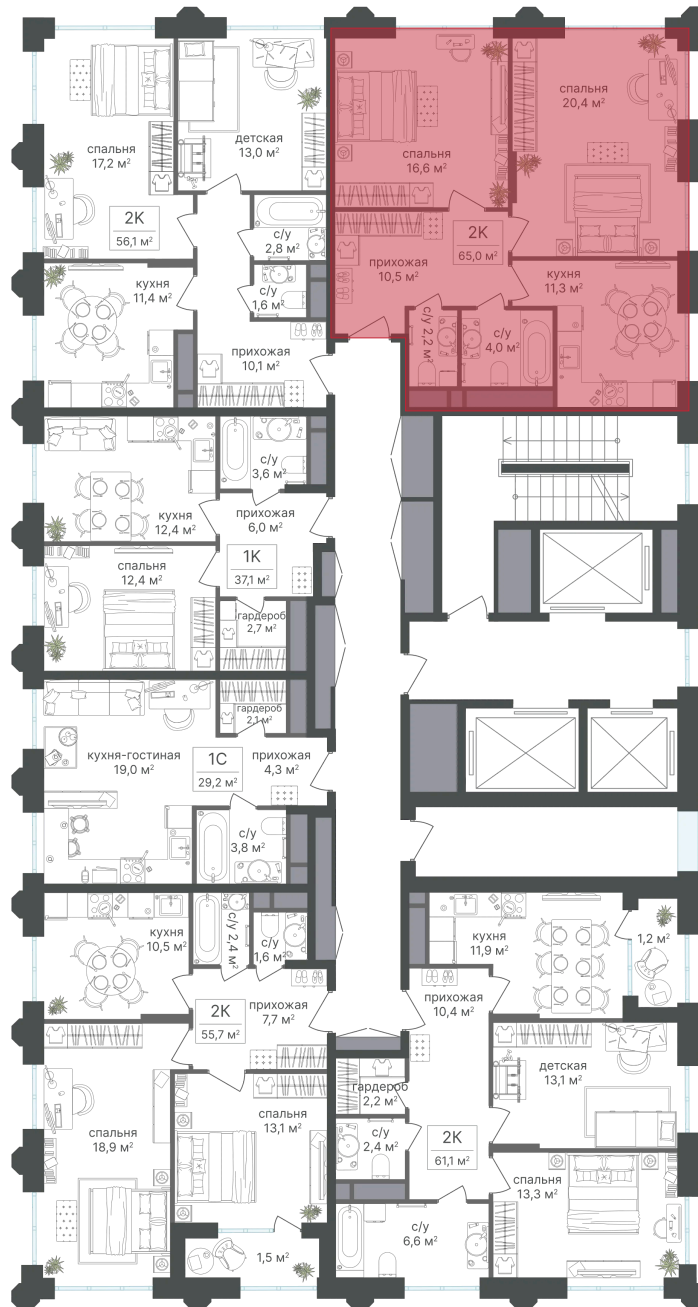 спальня
17,2 м²
2К
56,1 м²
детская
13,0 м²
с/у
2,8 м²
с/у
1,6 м²
кухня
11,4 м²
прихожая
10,1 м²
спальня
16,6 м²
спальня
20,4 м²
прихожая
10,5 м²
2К
65,0 м²
кухня
11,3 м²
с/у 2,2 м²
с/у
4,0 м²
кухня
12,4 м²
с/у
3,6 м²
прихожая
6,0 м²
1К
37,1 м²
спальня
12,4 м²
гардероб
2,7 м²
гардероб
2,1 м²
кухня-гостиная
19,0 м²
1С
29,2 м²
прихожая
4,3 м²
с/у
3,8 м²
кухня
10,5 м²
с/у 2,4 м²
с/у
1,6 м²
2К
55,7 м²
прихожая
7,7 м²
спальня
18,9 м²
спальня
13,1 м²
1,5 м²
кухня
11,9 м²
1,2 м²
прихожая
10,4 м²
детская
13,1 м²
гардероб
2,2 м²
с/у
2,4 м²
2К
61,1 м²
спальня
13,3 м²
с/у
6,6 м²